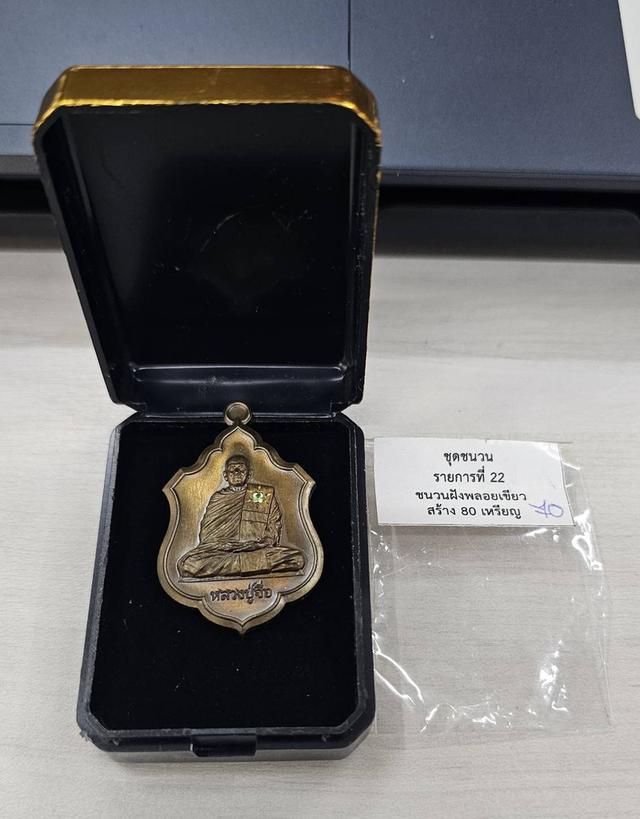 หลวงปู่จื่อ
ชุดชนวน
รายการที่ 22
ชนวนฝังพลอยเขียว
สร้าง 80 เหรียญ